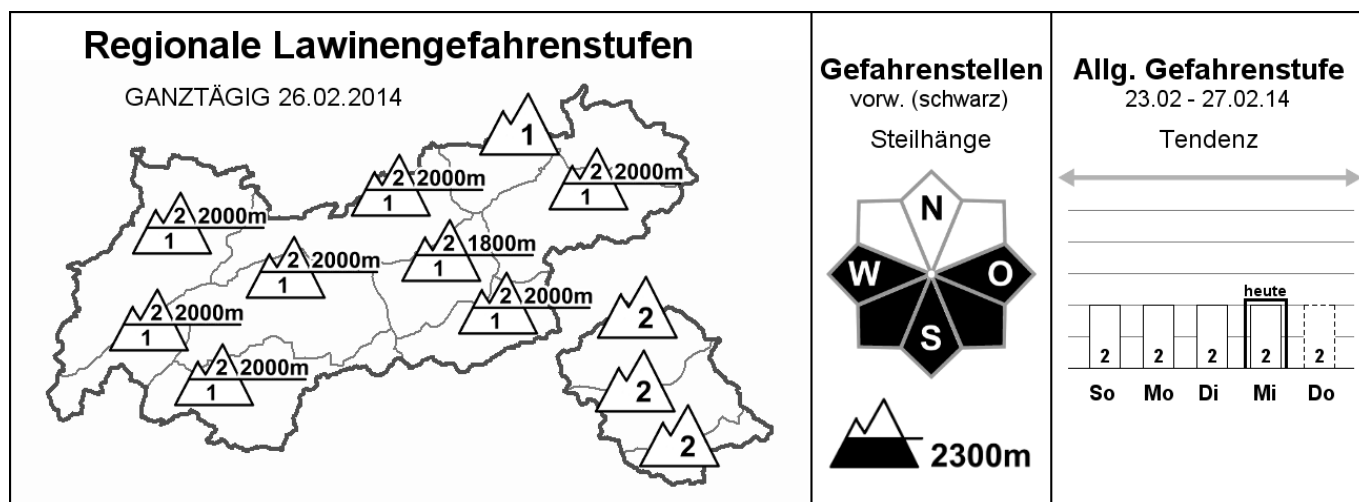 Regionale Lawinengefahrenstufen
GANZTÄGIG 26.02.2014
1
2 2000m
1
2 2000m
1
2 2000m
1
2 1800m
1
2 2000m
1
2 2000m
1
2 2000m
1
2 2000m
1
2
2
2
Gefahrenstellen
vorw. (schwarz)
Steilhänge
N
W O
S
2300m
Allg. Gefahrenstufe
23.02 - 27.02.14
Tendenz
heute
2 2 2 2 2
So Mo Di Mi Do